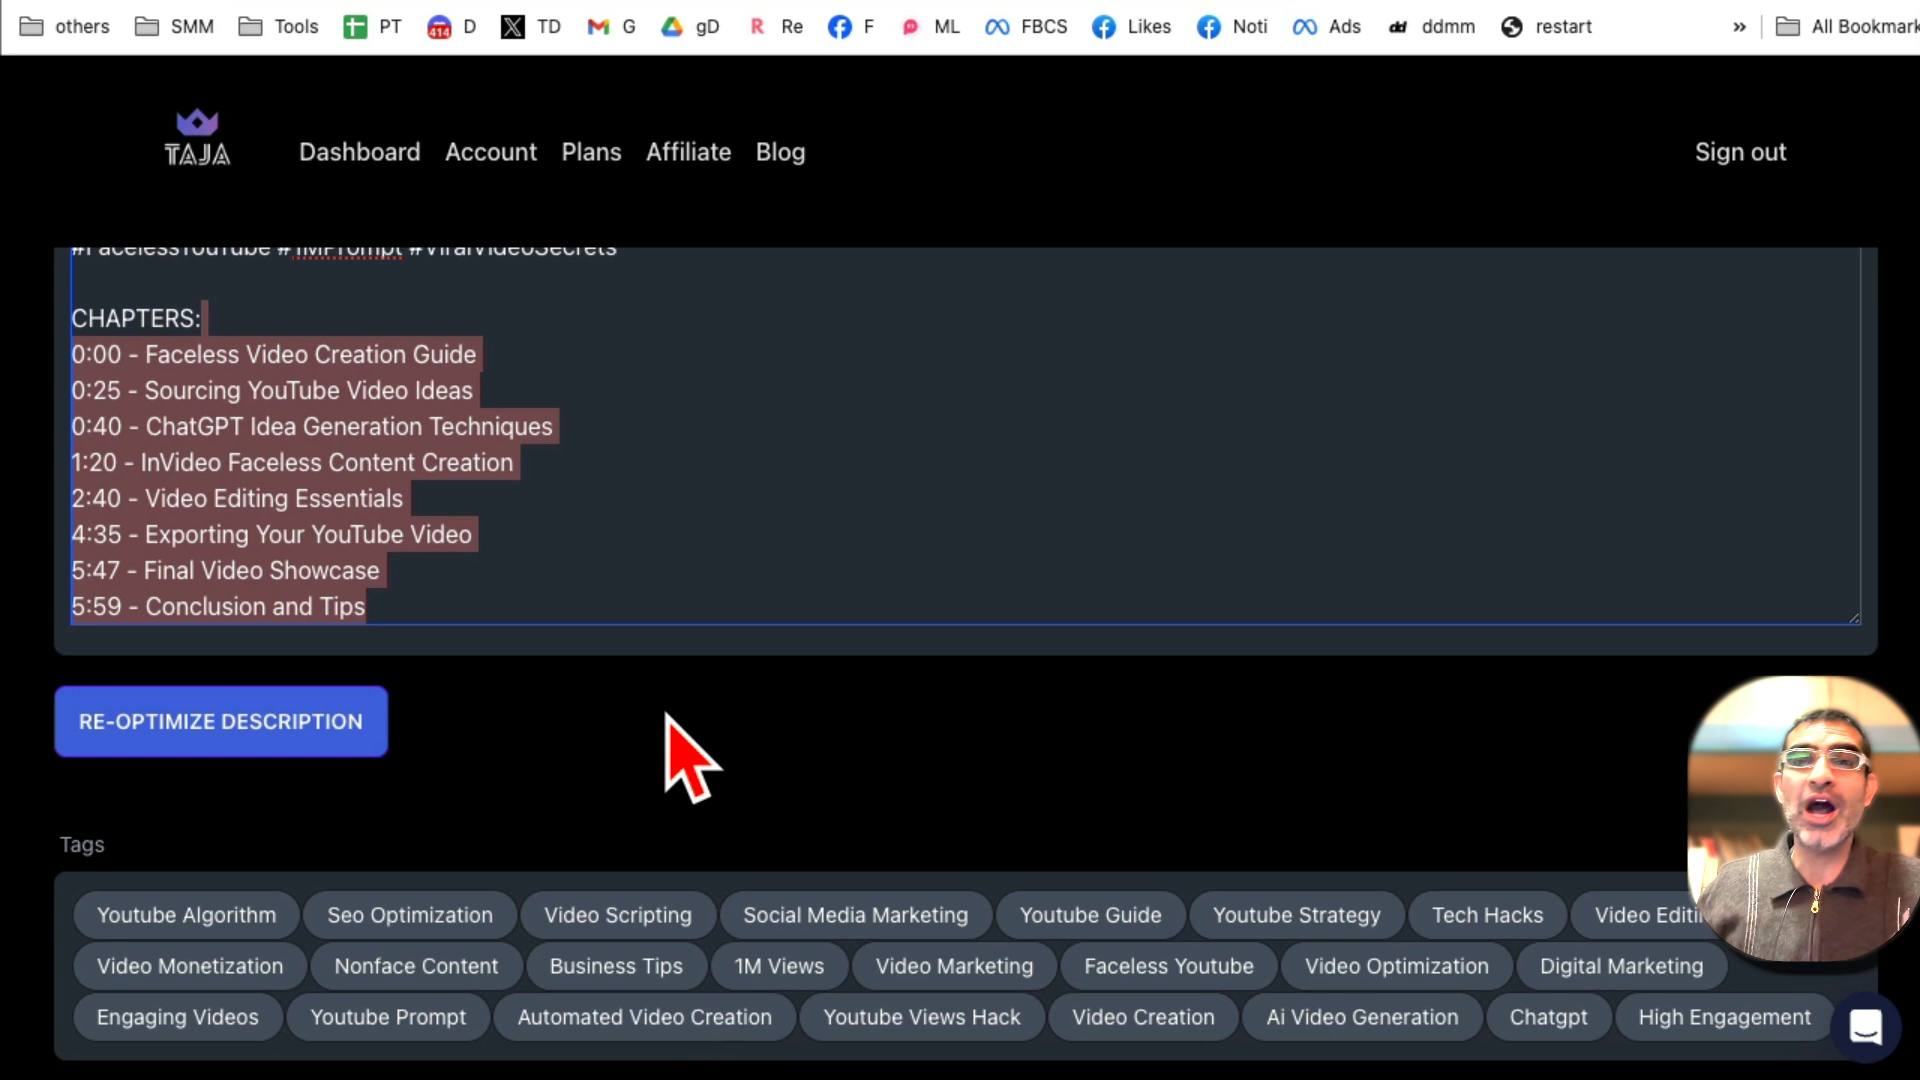 others SMM Tools PT 414 D TD G gD Re F ML FBCS Likes Noti Ads ddmm restart » All Bookmark
TAJA Dashboard Account Plans Affiliate Blog Sign out
#FacelessYouTube #1MPrompt #ViralVideoSecrets
CHAPTERS:
0:00 - Faceless Video Creation Guide
0:25 - Sourcing YouTube Video Ideas
0:40 - ChatGPT Idea Generation Techniques
1:20 - InVideo Faceless Content Creation
2:40 - Video Editing Essentials
4:35 - Exporting Your YouTube Video
5:47 - Final Video Showcase
5:59 - Conclusion and Tips
RE-OPTIMIZE DESCRIPTION
Tags
Youtube Algorithm Seo Optimization Video Scripting Social Media Marketing Youtube Guide Youtube Strategy Tech Hacks Video Editi
Video Monetization Nonface Content Business Tips 1M Views Video Marketing Faceless Youtube Video Optimization Digital Marketing
Engaging Videos Youtube Prompt Automated Video Creation Youtube Views Hack Video Creation Ai Video Generation Chatgpt High Engagement